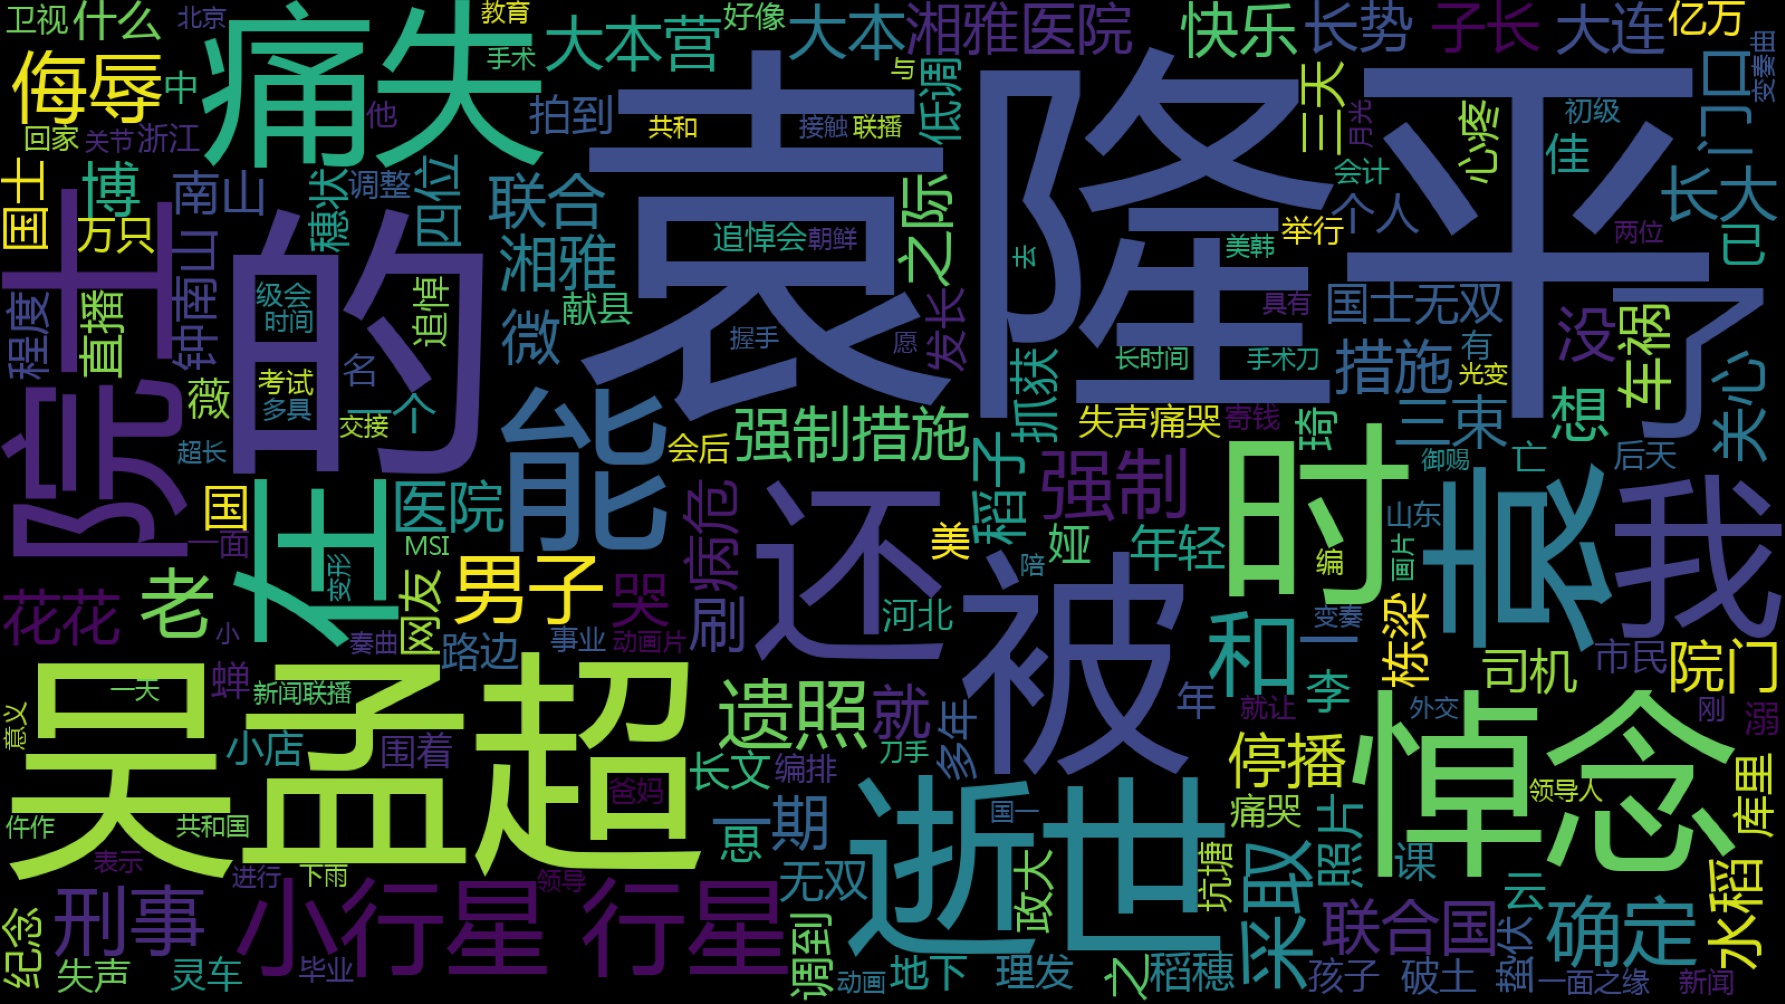 卫视
什么
北京
痛失
教育
手术
大本营
好像
大本
湘雅医院
快乐
长势
子长
大连
亿万
变奏曲
侮辱
中
他
拍到
袁隆平
与
低调
三天
心疼
初级
月光
门口
回家
关节
浙江
共和
接触
联播
会计
佳
国士
博
南山
穗状
调整
四位
联合
之际
个人
长大
万只
钟南山
的
追悼会
朝鲜
去
美韩
举行
两位
已
院士
程度
直播
级会
时间
追悼
湘雅
献县
微
握手
愿
发长
具有
国士无双
了
没
车祸
薇
考试
多具
名
一个
交接
能
抓获
长时间
手术刀
措施
有
光变
想
关心
超长
会后
强制措施
失声痛哭
寄钱
琦
三束
御赐
亡
后天
国
在
医院
病危
还
稻子
强制
时
哀
我
一面
MSI
变形
美
娅
年轻
山东
编
画片
花花
老
网友
男子
哭
刷
河北
陪
被
和
一
变奏
栋梁
小
奏曲
路边
事业
动画片
司机
市民
院门
吴孟超
一天
蝉
新闻联播
遗照
就
多年
年
就让
李
外交
刚
溺
意义
小店
围着
长文
编排
刀手
停播
悼念
库里
仵作
共和国
爸妈
一期
逝世
国一
痛哭
领导人
表示
进行
下雨
领导
思
无双
政大
坑塘
采取
照片
课
水稻
纪念
刑事
小行星
行星
调到
联合国
云
蛰伏
确定
失声
灵车
毕业
动画
地下
理发
之
稻穗
孩子
破土
一面之缘
新闻